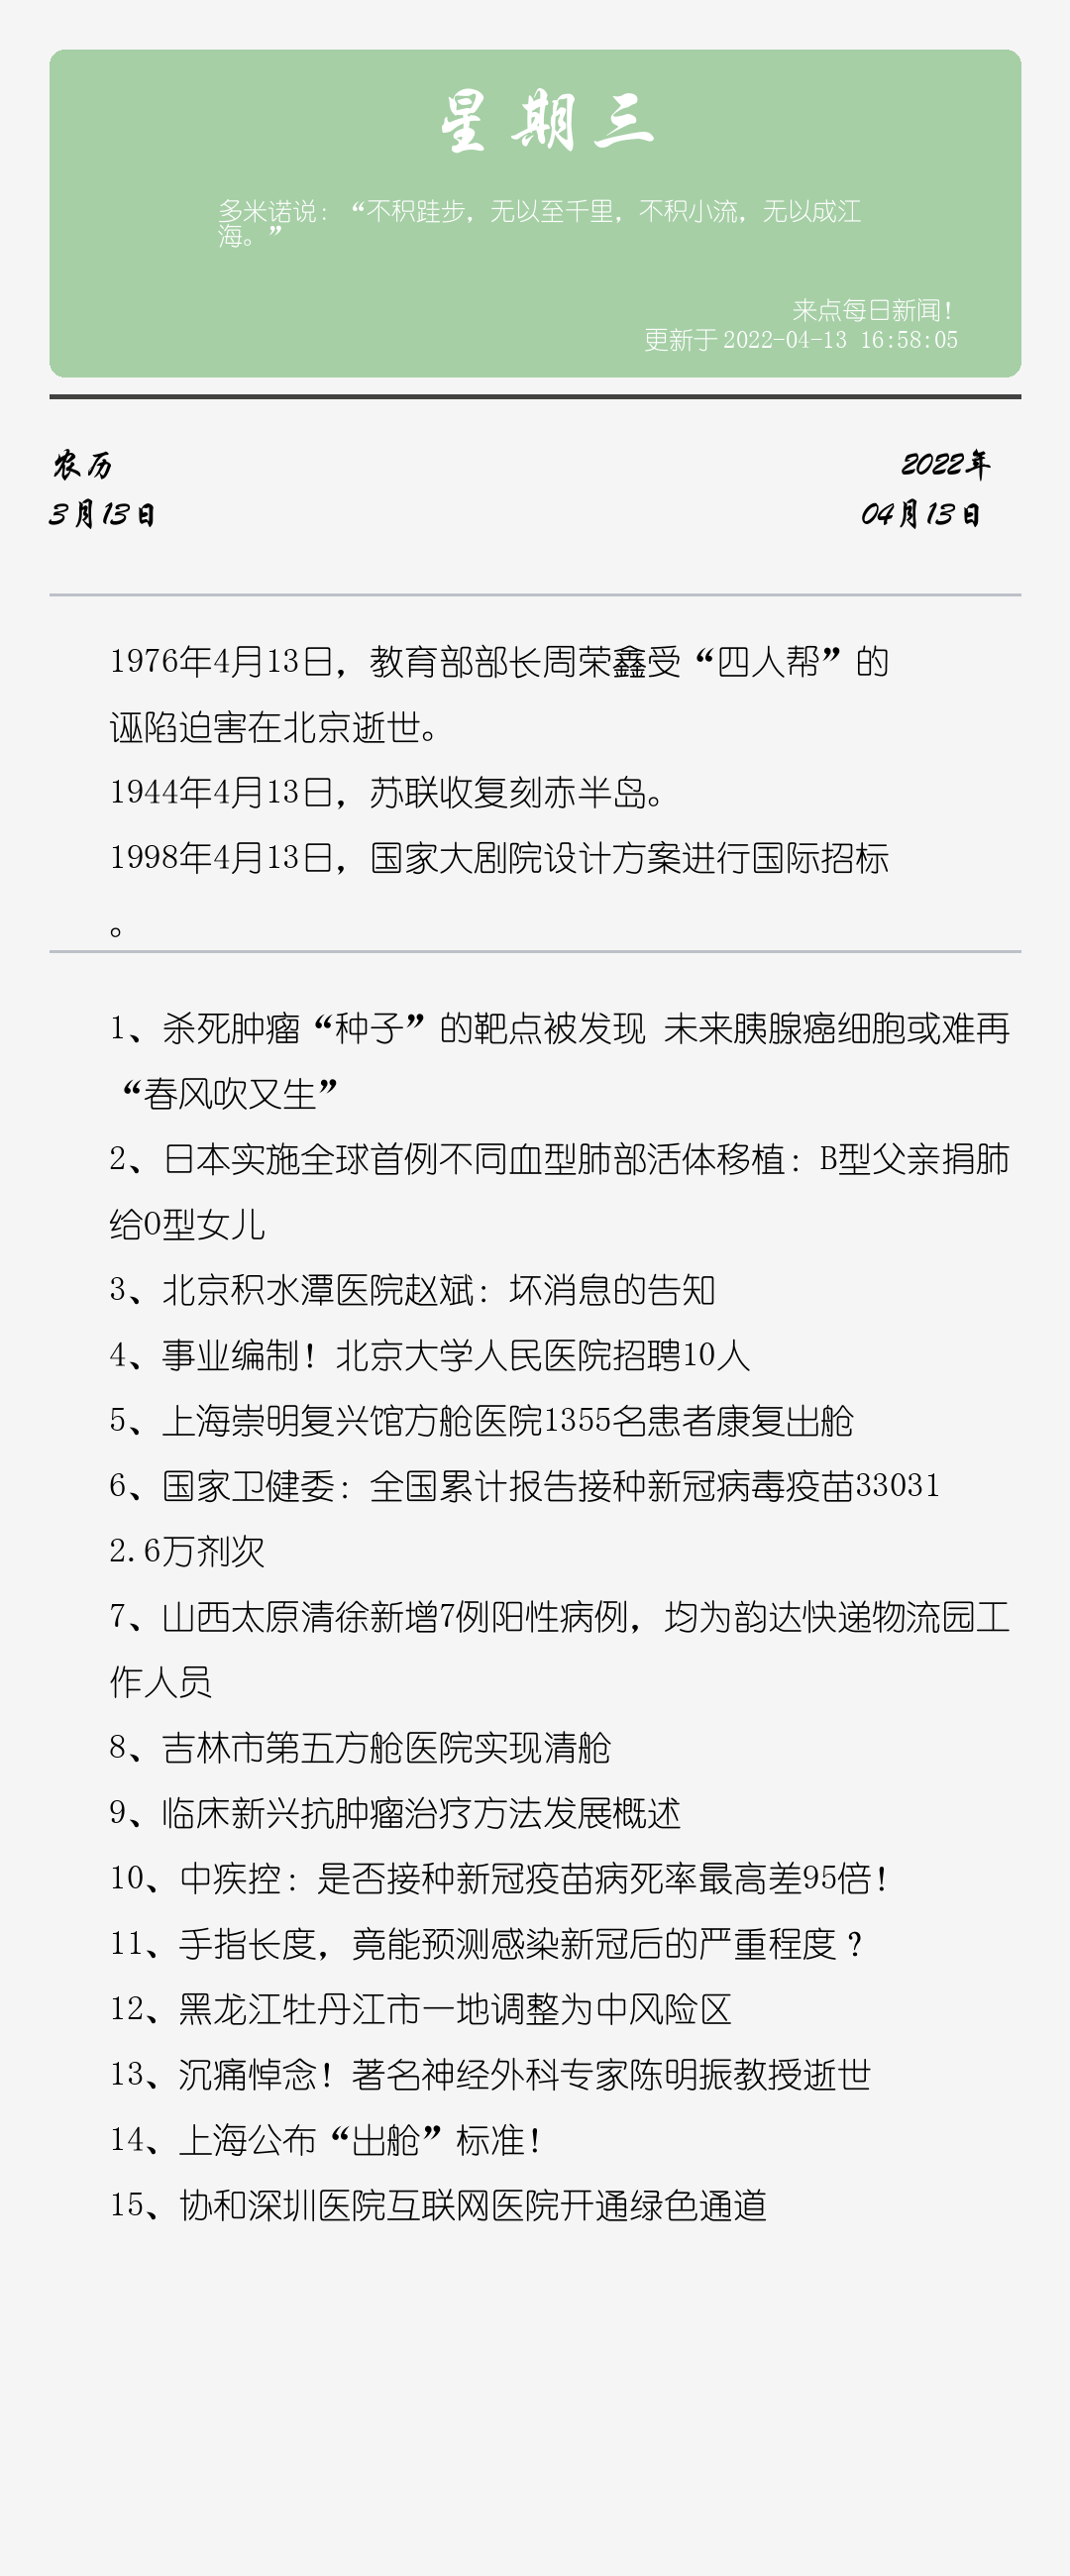 星期三
多米诺说：“不积跬步，无以至千里，不积小流，无以成江
海。”
来点每日新闻！
更新于 2022-04-13 16:58:05
农历
2022年
3月13日
04月13日
1976年4月13日，教育部部长周荣鑫受“四人帮”的
诬陷迫害在北京逝世。
1944年4月13日，苏联收复刻赤半岛。
1998年4月13日，国家大剧院设计方案进行国际招标
。
1、杀死肿瘤“种子”的靶点被发现 未来胰腺癌细胞或难再
“春风吹又生”
2、日本实施全球首例不同血型肺部活体移植：B型父亲捐肺
给O型女儿
3、北京积水潭医院赵斌：坏消息的告知
4、事业编制！北京大学人民医院招聘10人
5、上海崇明复兴馆方舱医院1355名患者康复出舱
6、国家卫健委：全国累计报告接种新冠病毒疫苗33031
2.6万剂次
7、山西太原清徐新增7例阳性病例，均为韵达快递物流园工
作人员
8、吉林市第五方舱医院实现清舱
9、临床新兴抗肿瘤治疗方法发展概述
10、中疾控：是否接种新冠疫苗病死率最高差95倍！
11、手指长度，竟能预测感染新冠后的严重程度？
12、黑龙江牡丹江市一地调整为中风险区
13、沉痛悼念！著名神经外科专家陈明振教授逝世
14、上海公布“出舱”标准！
15、协和深圳医院互联网医院开通绿色通道